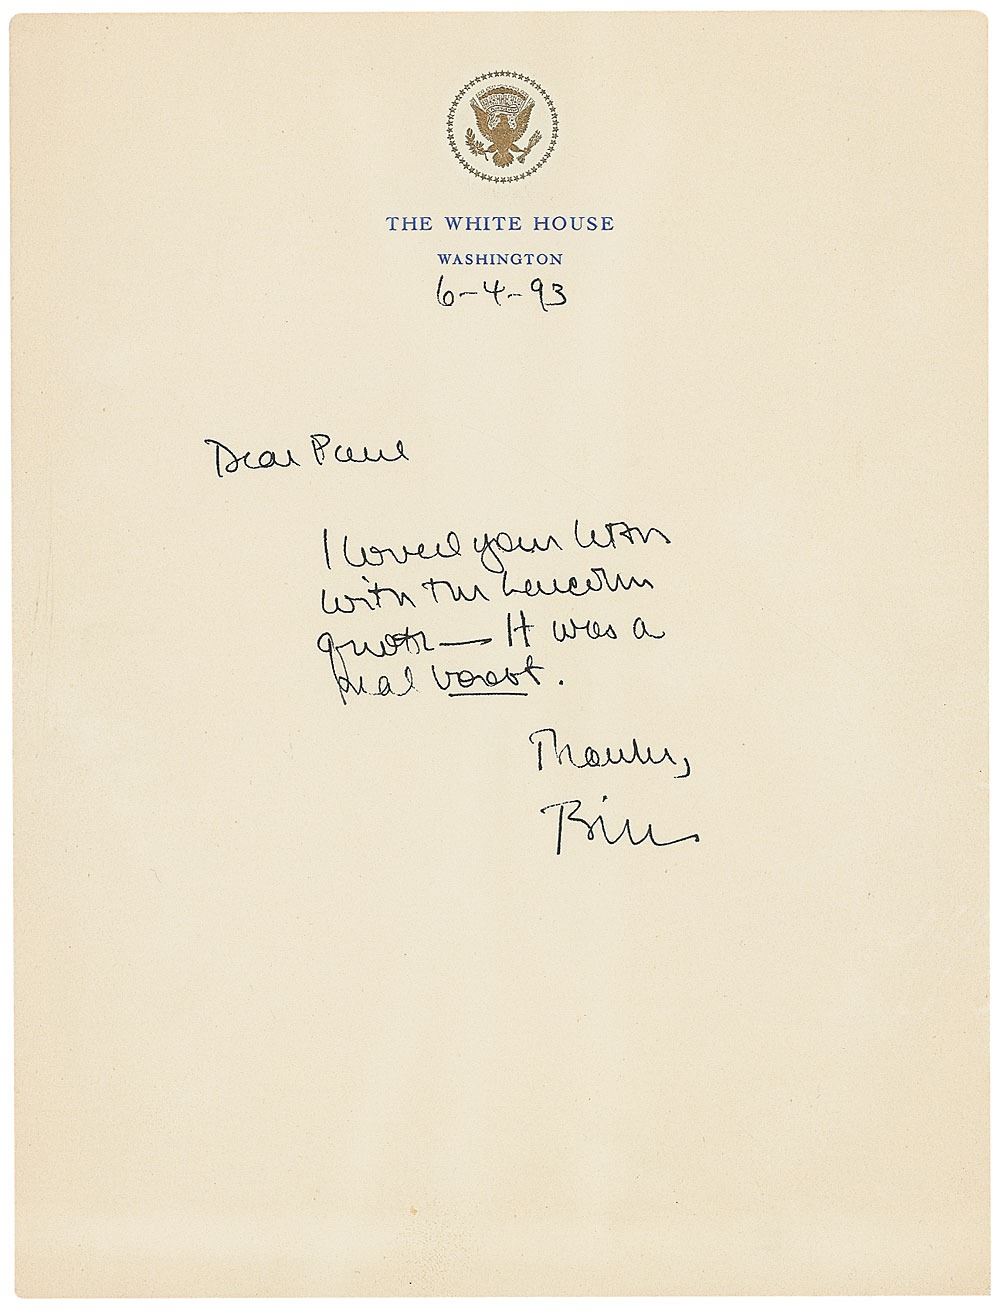 THE WHITE HOUSE
WASHINGTON
6-4-93
Dear Paul
I loved your letter
with the Lincoln
quote — It was a
real boost.
Thanks,
Bill